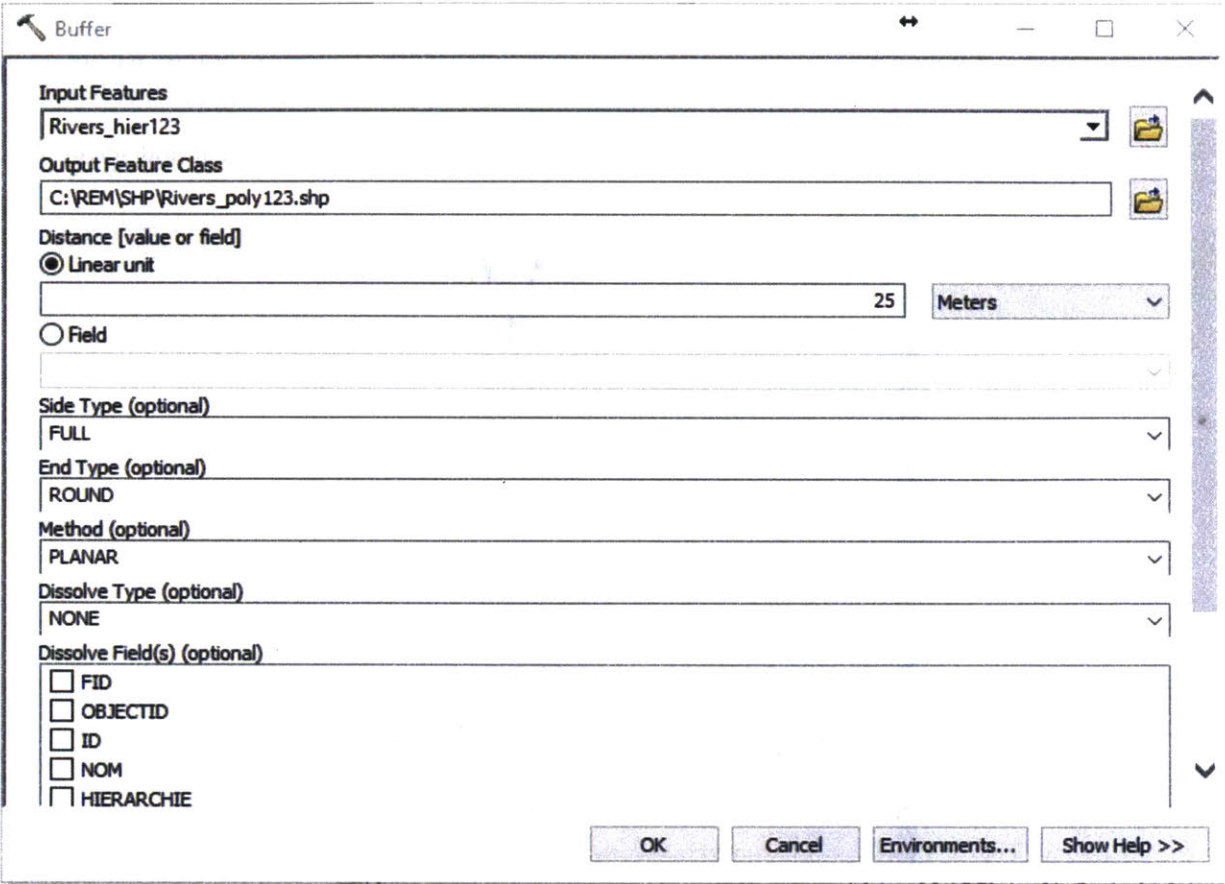 Buffer
Input Features
Rivers_hier123
Output Feature Class
C:\REM\SHP\Rivers_poly123.shp
Distance [value or field]
Linear unit
25 Meters
Field
Side Type (optional)
FULL
End Type (optional)
ROUND
Method (optional)
PLANAR
Dissolve Type (optional)
NONE
Dissolve Field(s) (optional)
FID
OBJECTID
ID
NOM
HIERARCHIE
OK Cancel Environments... Show Help >>